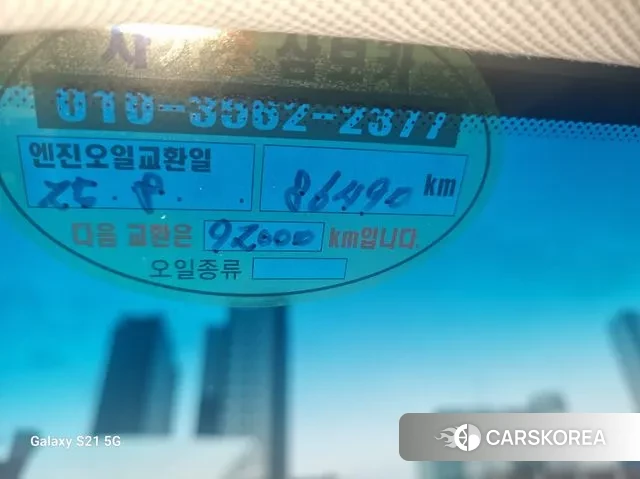 010-3562-2377
엔진오일교환일
25. 8. 86490 km
다음 교환은 92000 km입니다.
오일종류
Galaxy S21 5G
CARSKOREA